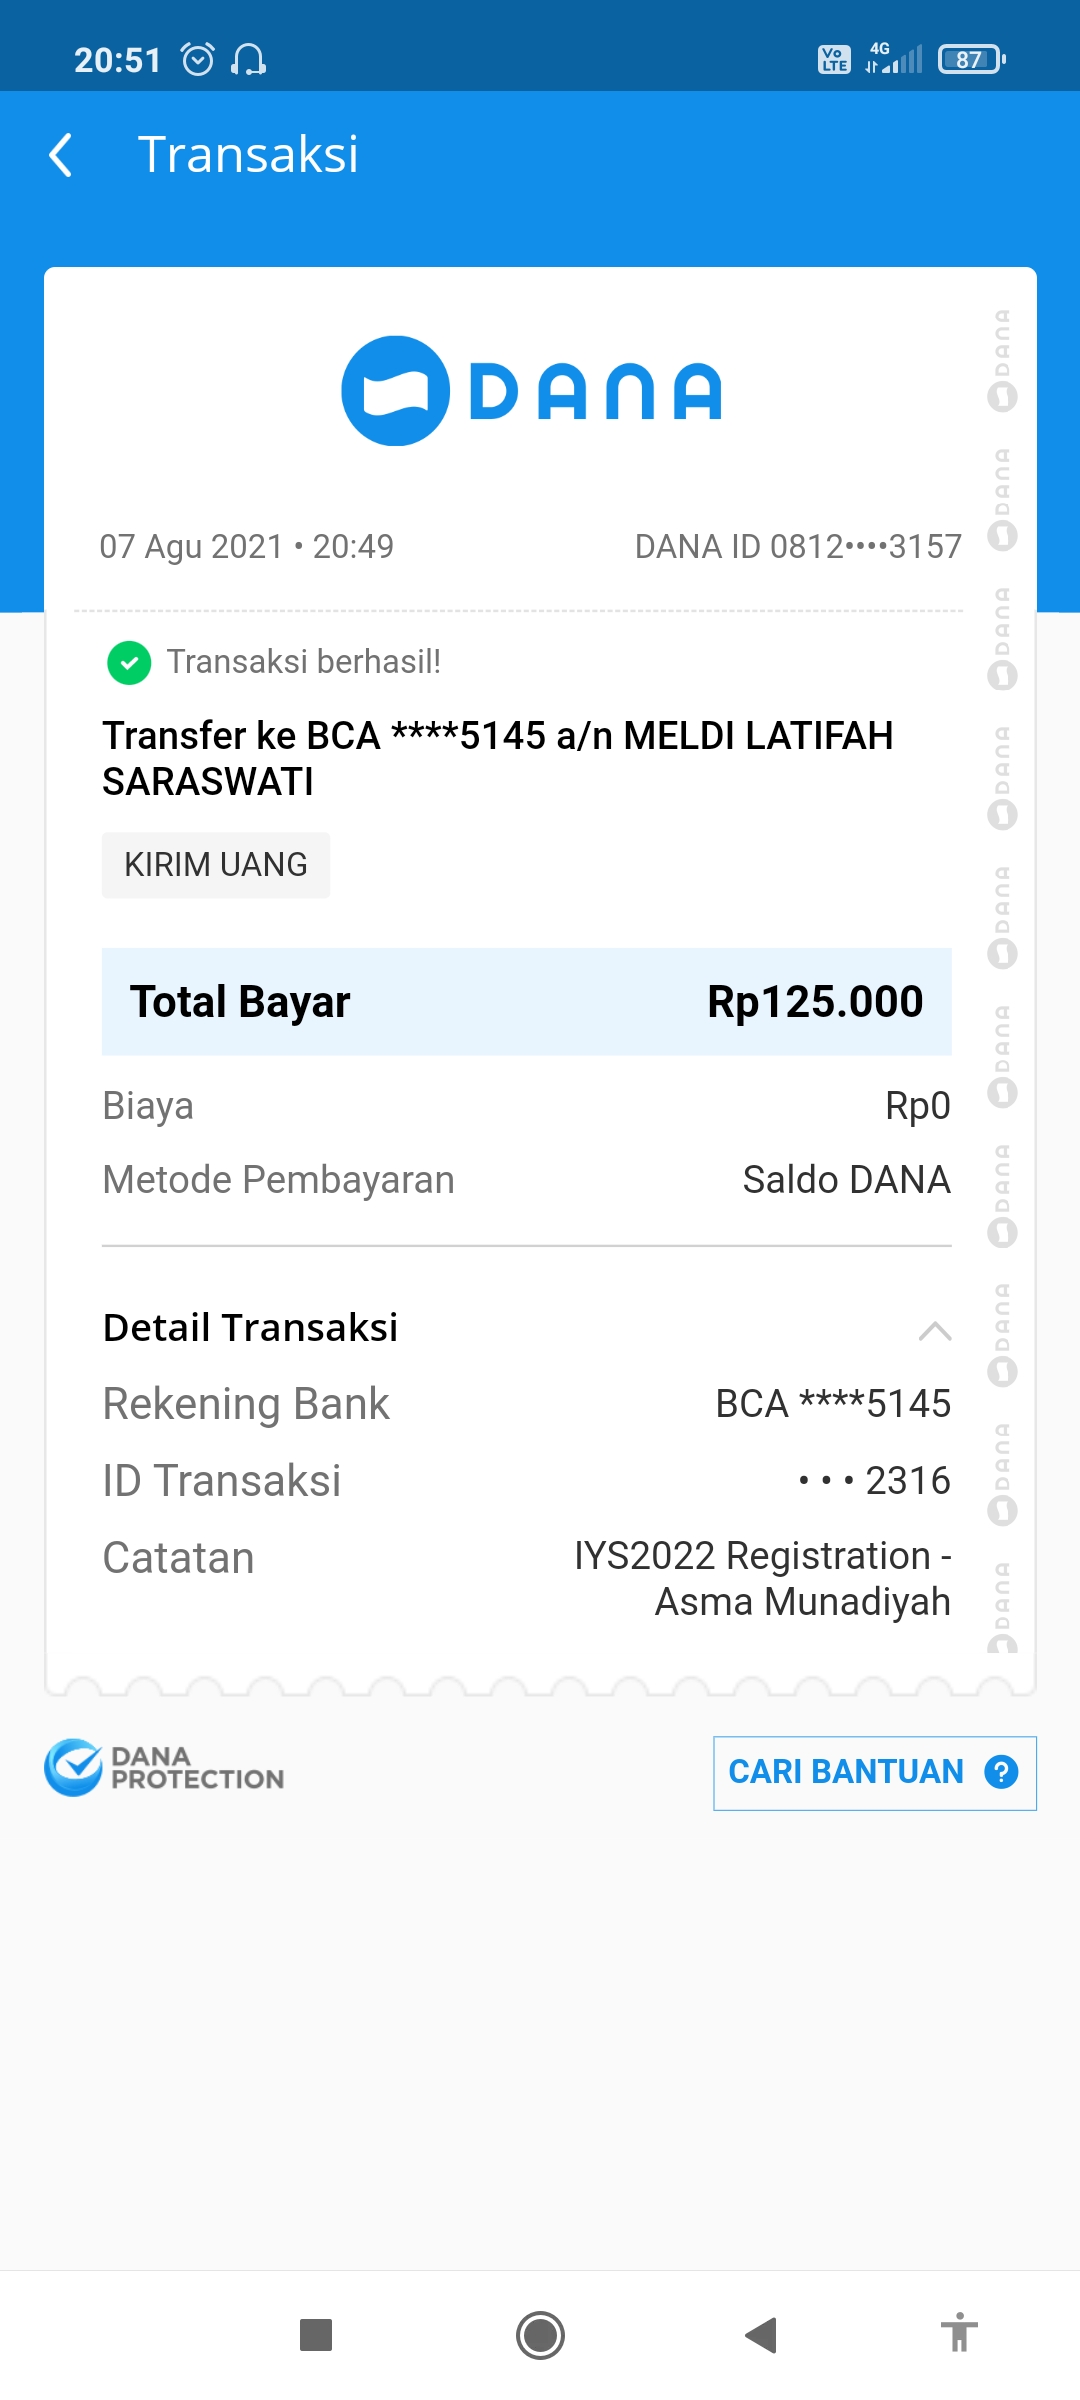 20:51
Vo LTE 4G 87
Transaksi
DANA
07 Agu 2021 • 20:49 DANA ID 0812••••3157
Transaksi berhasil!
Transfer ke BCA ****5145 a/n MELDI LATIFAH
SARASWATI
KIRIM UANG
Total Bayar Rp125.000
Biaya Rp0
Metode Pembayaran Saldo DANA
Detail Transaksi
Rekening Bank BCA ****5145
ID Transaksi • • • 2316
Catatan IYS2022 Registration -
Asma Munadiyah
DANA
DANA
DANA
DANA
DANA
DANA
DANA
DANA
DANA
DANA
DANA
PROTECTION
CARI BANTUAN ?